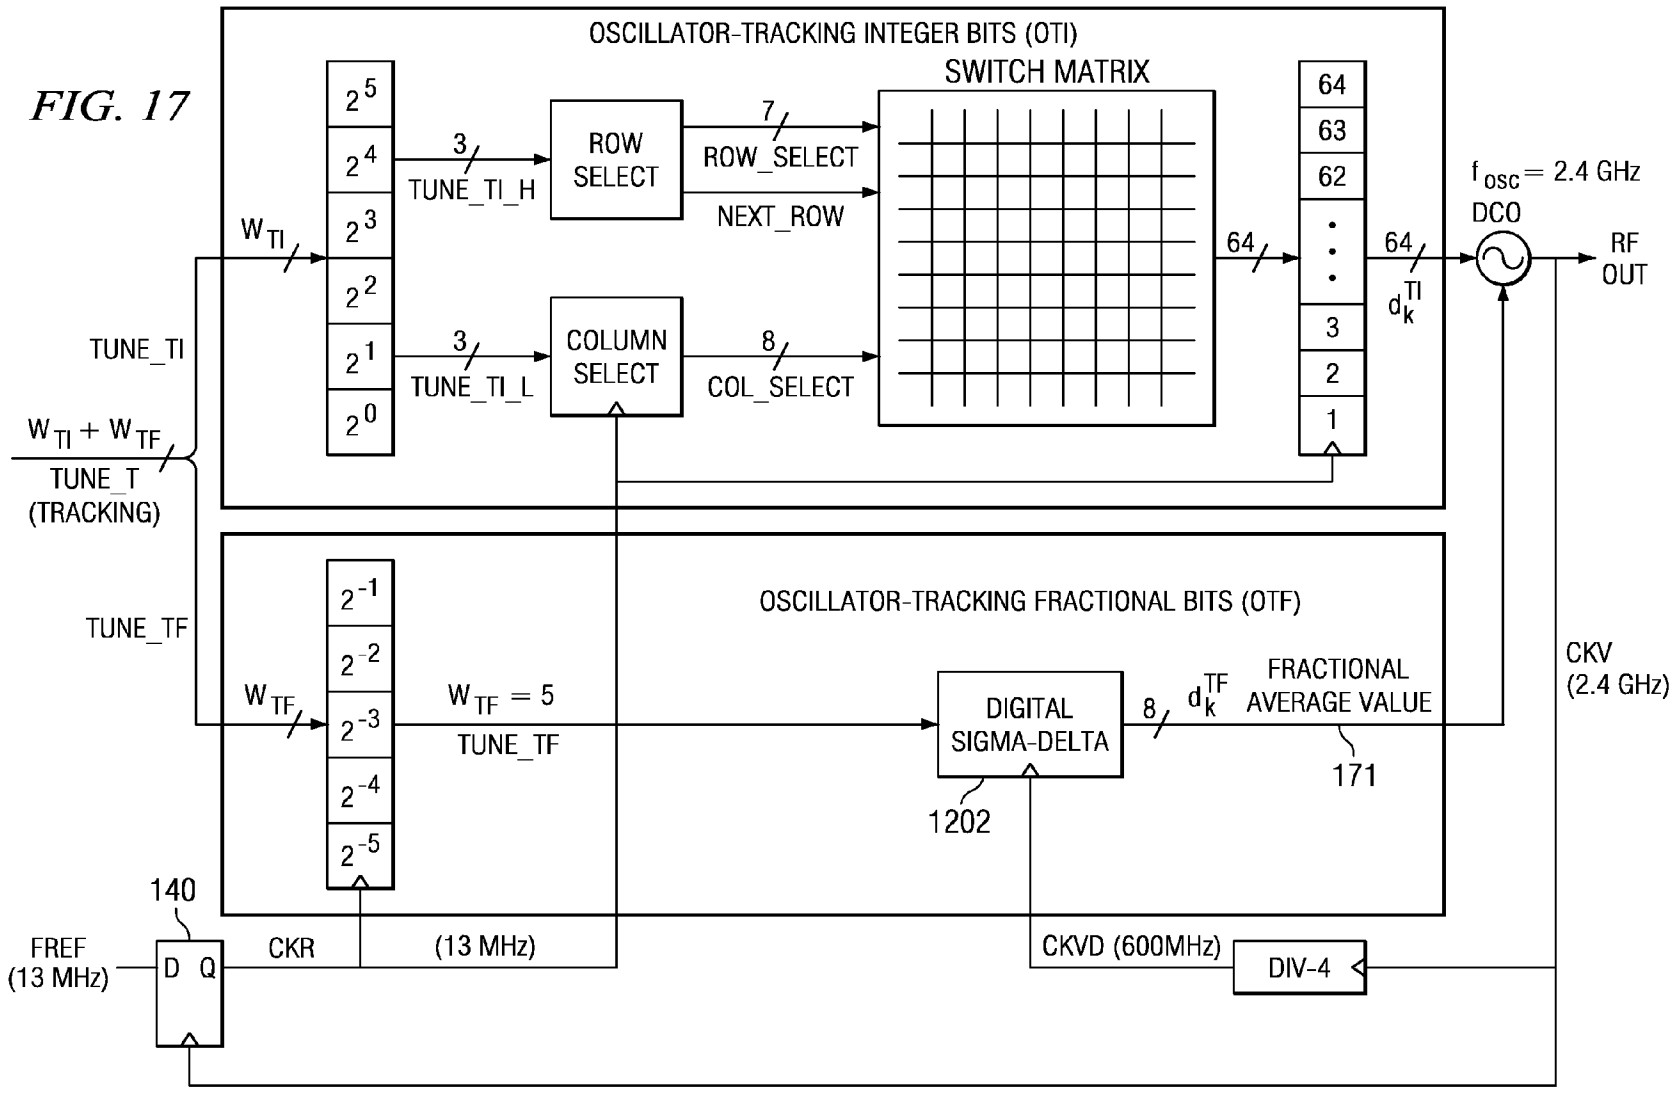 FIG. 17
OSCILLATOR-TRACKING INTEGER BITS (OTI)
SWITCH MATRIX
2^5
2^4
2^3
2^2
2^1
2^0
W_TI
3
TUNE_TI_H
ROW
SELECT
7
ROW_SELECT
NEXT_ROW
3
TUNE_TI_L
COLUMN
SELECT
8
COL_SELECT
64
64
63
62
3
2
1
64
d_k^TI
f_osc = 2.4 GHz
DCO
RF
OUT
TUNE_TI
W_TI + W_TF
TUNE_T
(TRACKING)
TUNE_TF
OSCILLATOR-TRACKING FRACTIONAL BITS (OTF)
2^-1
2^-2
2^-3
2^-4
2^-5
W_TF
W_TF = 5
TUNE_TF
DIGITAL
SIGMA-DELTA
1202
8
d_k^TF
FRACTIONAL
AVERAGE VALUE
171
CKV
(2.4 GHz)
140
FREF
(13 MHz)
D Q
CKR
(13 MHz)
CKVD (600MHz)
DIV-4